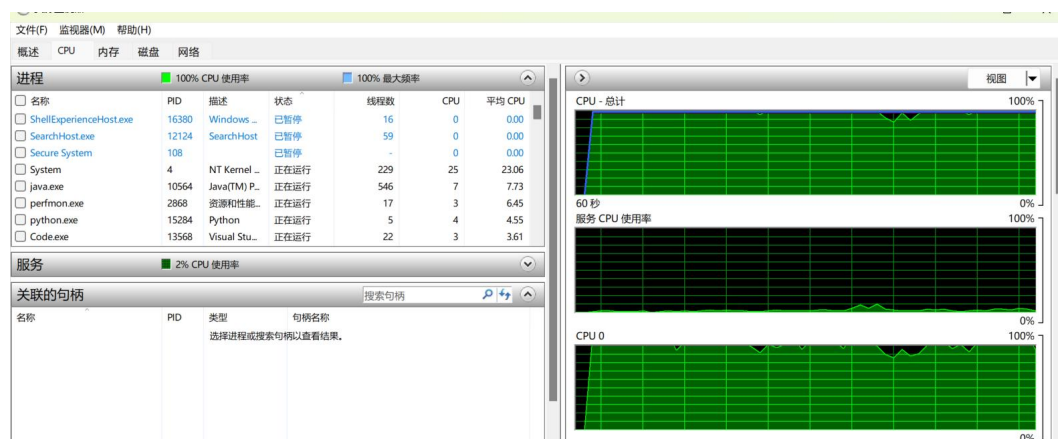 文件(F) 监视器(M) 帮助(H)
概述 CPU 内存 磁盘 网络
进程 100% CPU 使用率 100% 最大频率
名称 PID 描述 状态 线程数 CPU 平均 CPU
ShellExperienceHost.exe 16380 Windows ... 已暂停 16 0 0.00
SearchHost.exe 12124 SearchHost 已暂停 59 0 0.00
Secure System 108 已暂停 - 0 0.00
System 4 NT Kernel ... 正在运行 229 25 23.06
java.exe 10564 Java(TM) P... 正在运行 546 7 7.73
perfmon.exe 2868 资源和性能... 正在运行 17 3 6.45
python.exe 15284 Python 正在运行 5 4 4.55
Code.exe 13568 Visual Stu... 正在运行 22 3 3.61
服务 2% CPU 使用率
关联的句柄 搜索句柄
名称 PID 类型 句柄名称
选择进程或搜索句柄以查看结果。
视图
CPU - 总计 100%
60 秒 0%
服务 CPU 使用率 100%
0%
CPU 0 100%
0%